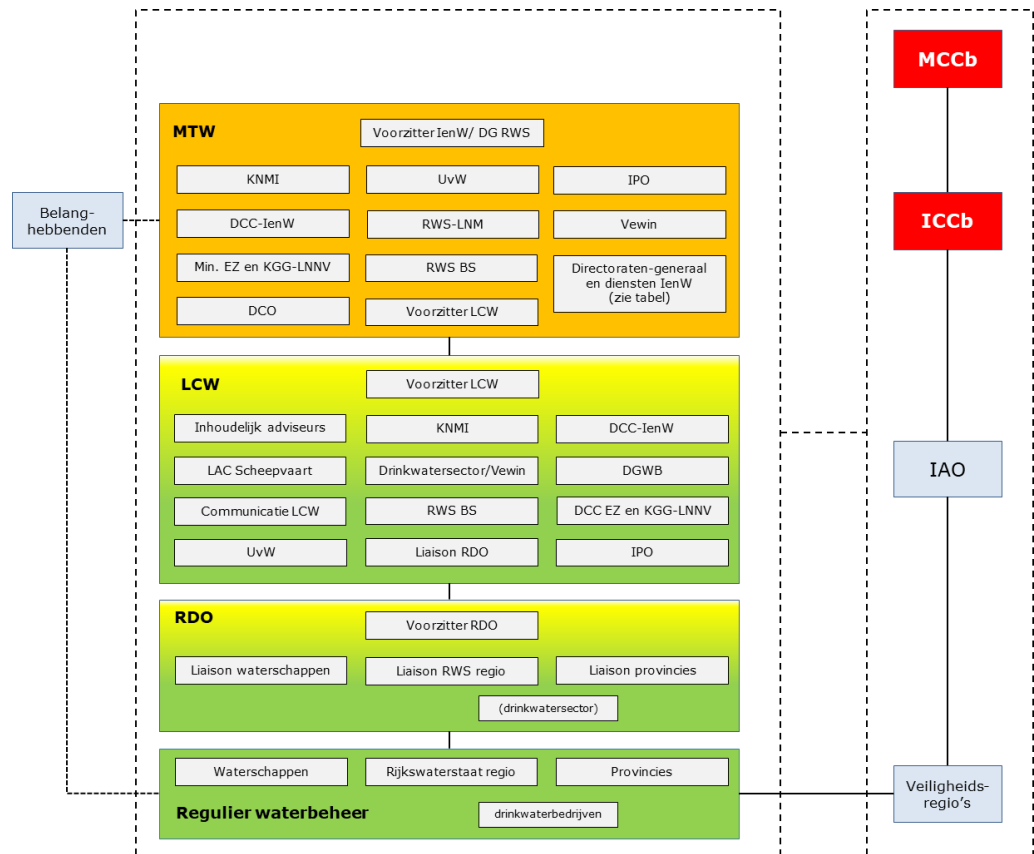 MCCb
MTW
Voorzitter IenW/ DG RWS
KNMI
UvW
IPO
Belang-
hebbenden
DCC-IenW
RWS-LNM
Vewin
ICCb
Min. EZ en KGG-LNNV
RWS BS
Directoraten-generaal
en diensten IenW
(zie tabel)
DCO
Voorzitter LCW
LCW
Voorzitter LCW
Inhoudelijk adviseurs
KNMI
DCC-IenW
LAC Scheepvaart
Drinkwatersector/Vewin
DGWB
IAO
Communicatie LCW
RWS BS
DCC EZ en KGG-LNNV
UvW
Liaison RDO
IPO
RDO
Voorzitter RDO
Liaison waterschappen
Liaison RWS regio
Liaison provincies
(drinkwatersector)
Waterschappen
Rijkswaterstaat regio
Provincies
Regulier waterbeheer
drinkwaterbedrijven
Veiligheids-
regio's